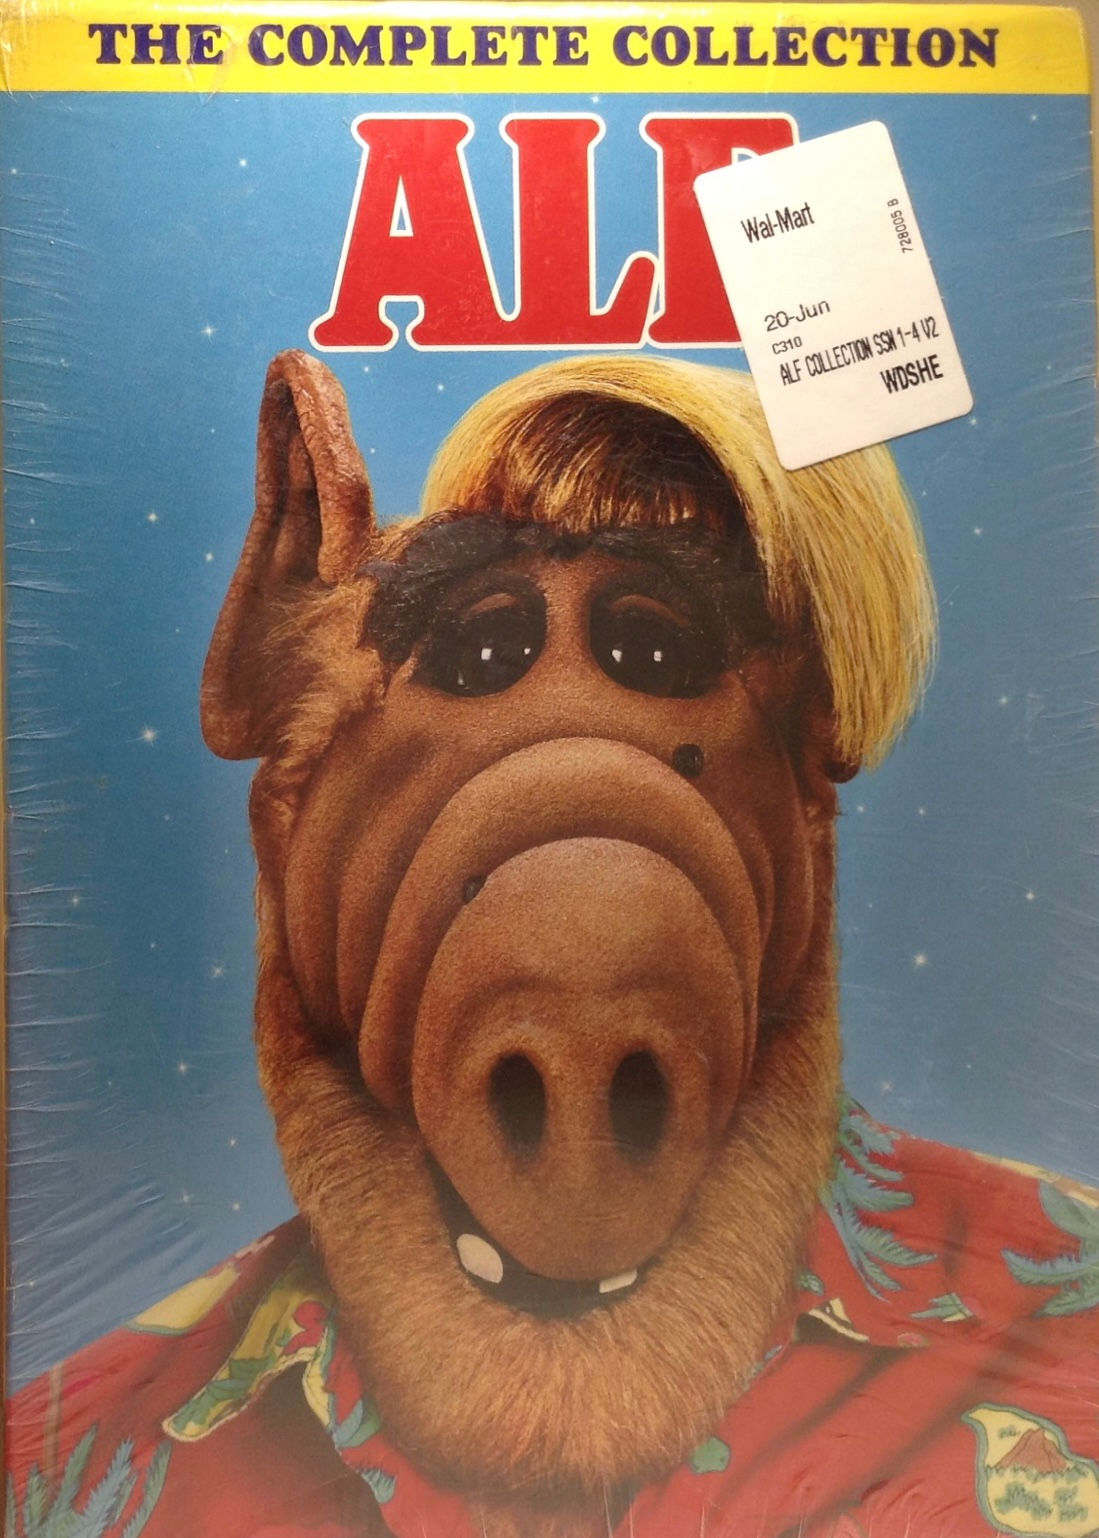 THE COMPLETE COLLECTION
ALF
Wal-Mart
728005 B
20-Jun
C310
ALF COLLECTION SSN 1-4 V2
WDSHE